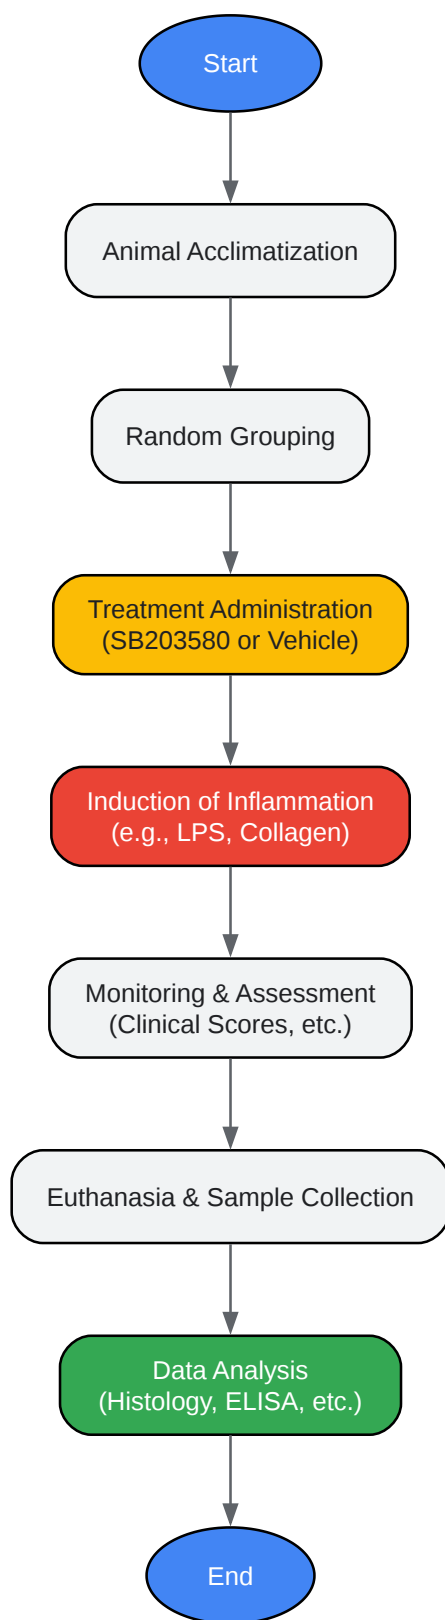 Start
Animal Acclimatization
Random Grouping
Treatment Administration
(SB203580 or Vehicle)
Induction of Inflammation
(e.g., LPS, Collagen)
Monitoring & Assessment
(Clinical Scores, etc.)
Euthanasia & Sample Collection
Data Analysis
(Histology, ELISA, etc.)
End